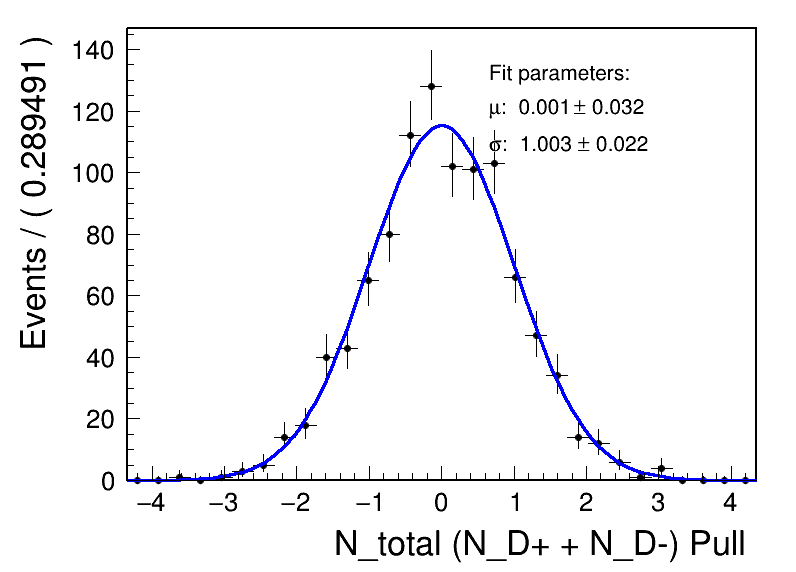 Events / ( 0.289491 )
140
120
100
80
60
40
20
0
Fit parameters:
μ: 0.001 ± 0.032
σ: 1.003 ± 0.022
−4 −3 −2 −1 0 1 2 3 4
N_total (N_D+ + N_D-) Pull